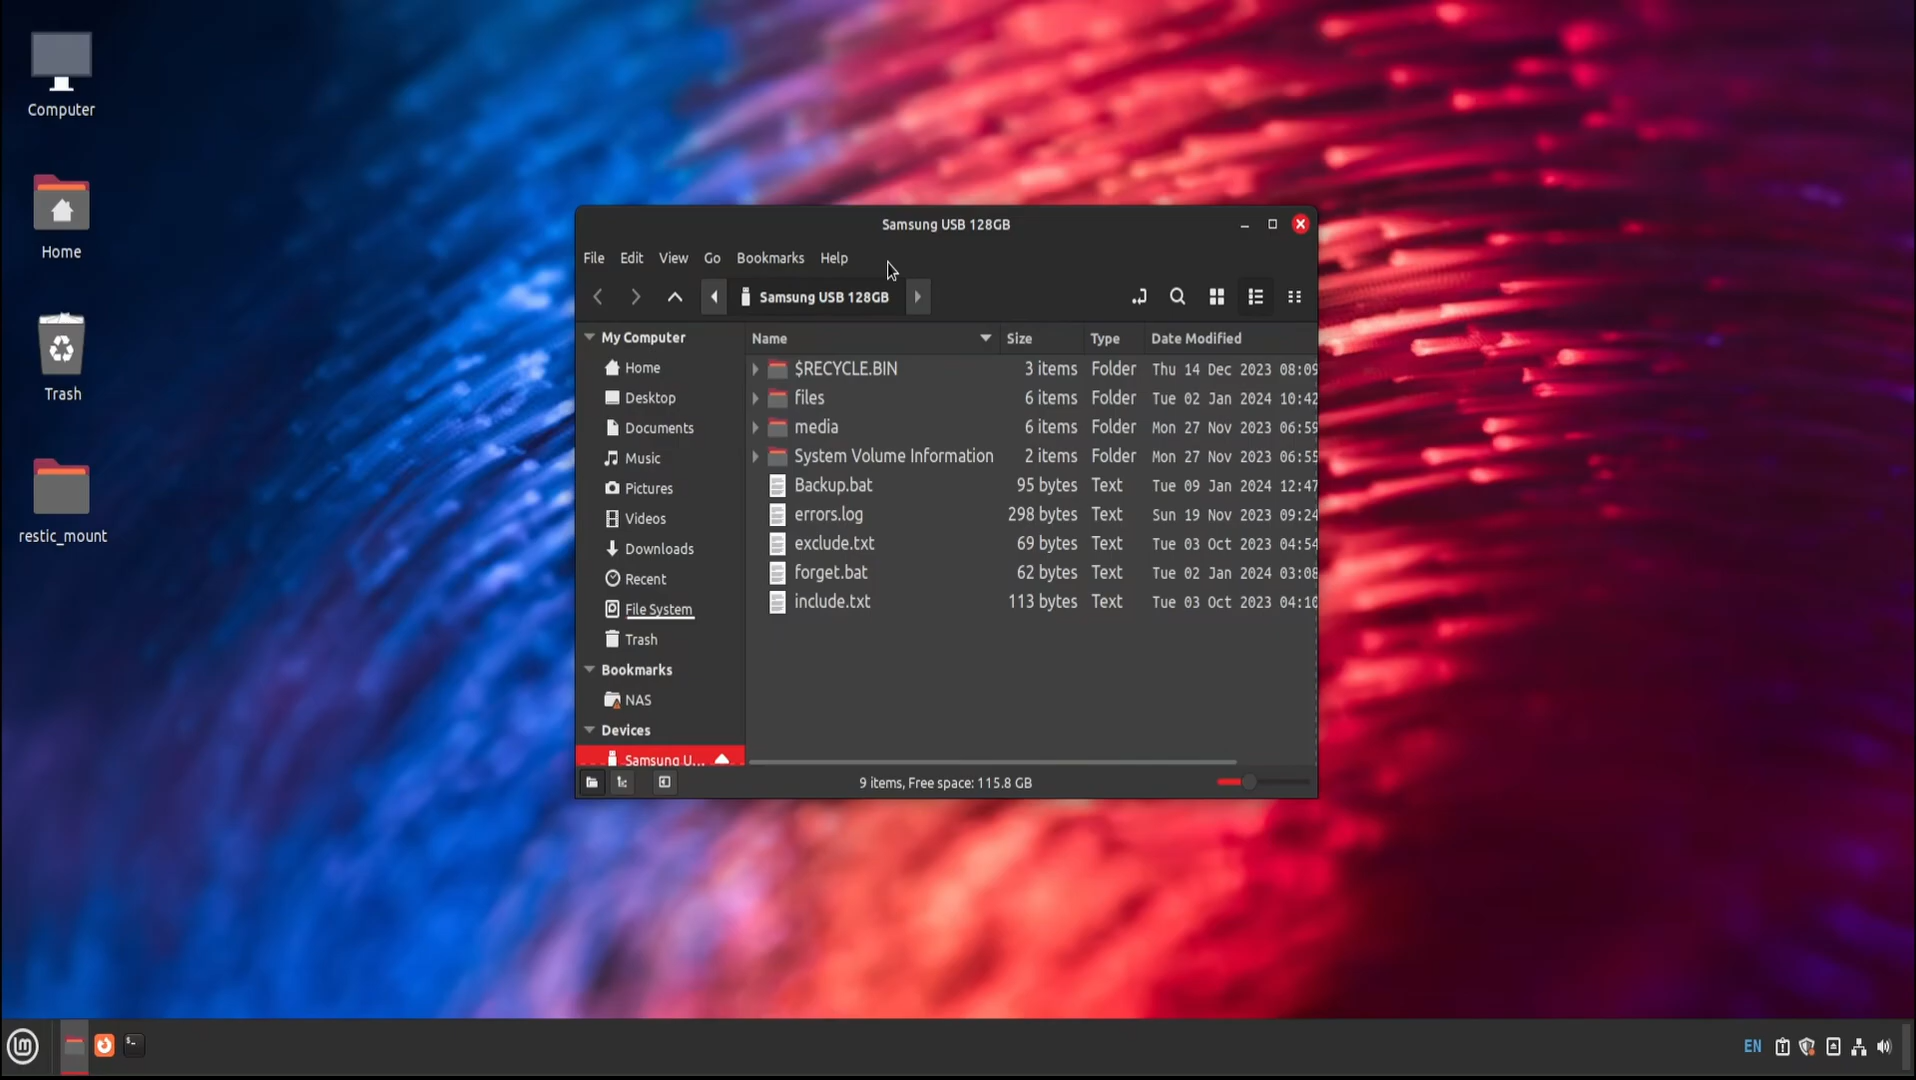 Computer
Home
Trash
restic_mount
Samsung USB 128GB
File Edit View Go Bookmarks Help
Samsung USB 128GB
My Computer
Home
Desktop
Documents
Music
Pictures
Videos
Downloads
Recent
File System
Trash
Bookmarks
NAS
Devices
Samsung U...
Name Size Type Date Modified
$RECYCLE.BIN 3 items Folder Thu 14 Dec 2023 08:09
files 6 items Folder Tue 02 Jan 2024 10:42
media 6 items Folder Mon 27 Nov 2023 06:59
System Volume Information 2 items Folder Mon 27 Nov 2023 06:55
Backup.bat 95 bytes Text Tue 09 Jan 2024 12:47
errors.log 298 bytes Text Sun 19 Nov 2023 09:24
exclude.txt 69 bytes Text Tue 03 Oct 2023 04:54
forget.bat 62 bytes Text Tue 02 Jan 2024 03:08
include.txt 113 bytes Text Tue 03 Oct 2023 04:10
9 items, Free space: 115.8 GB
EN